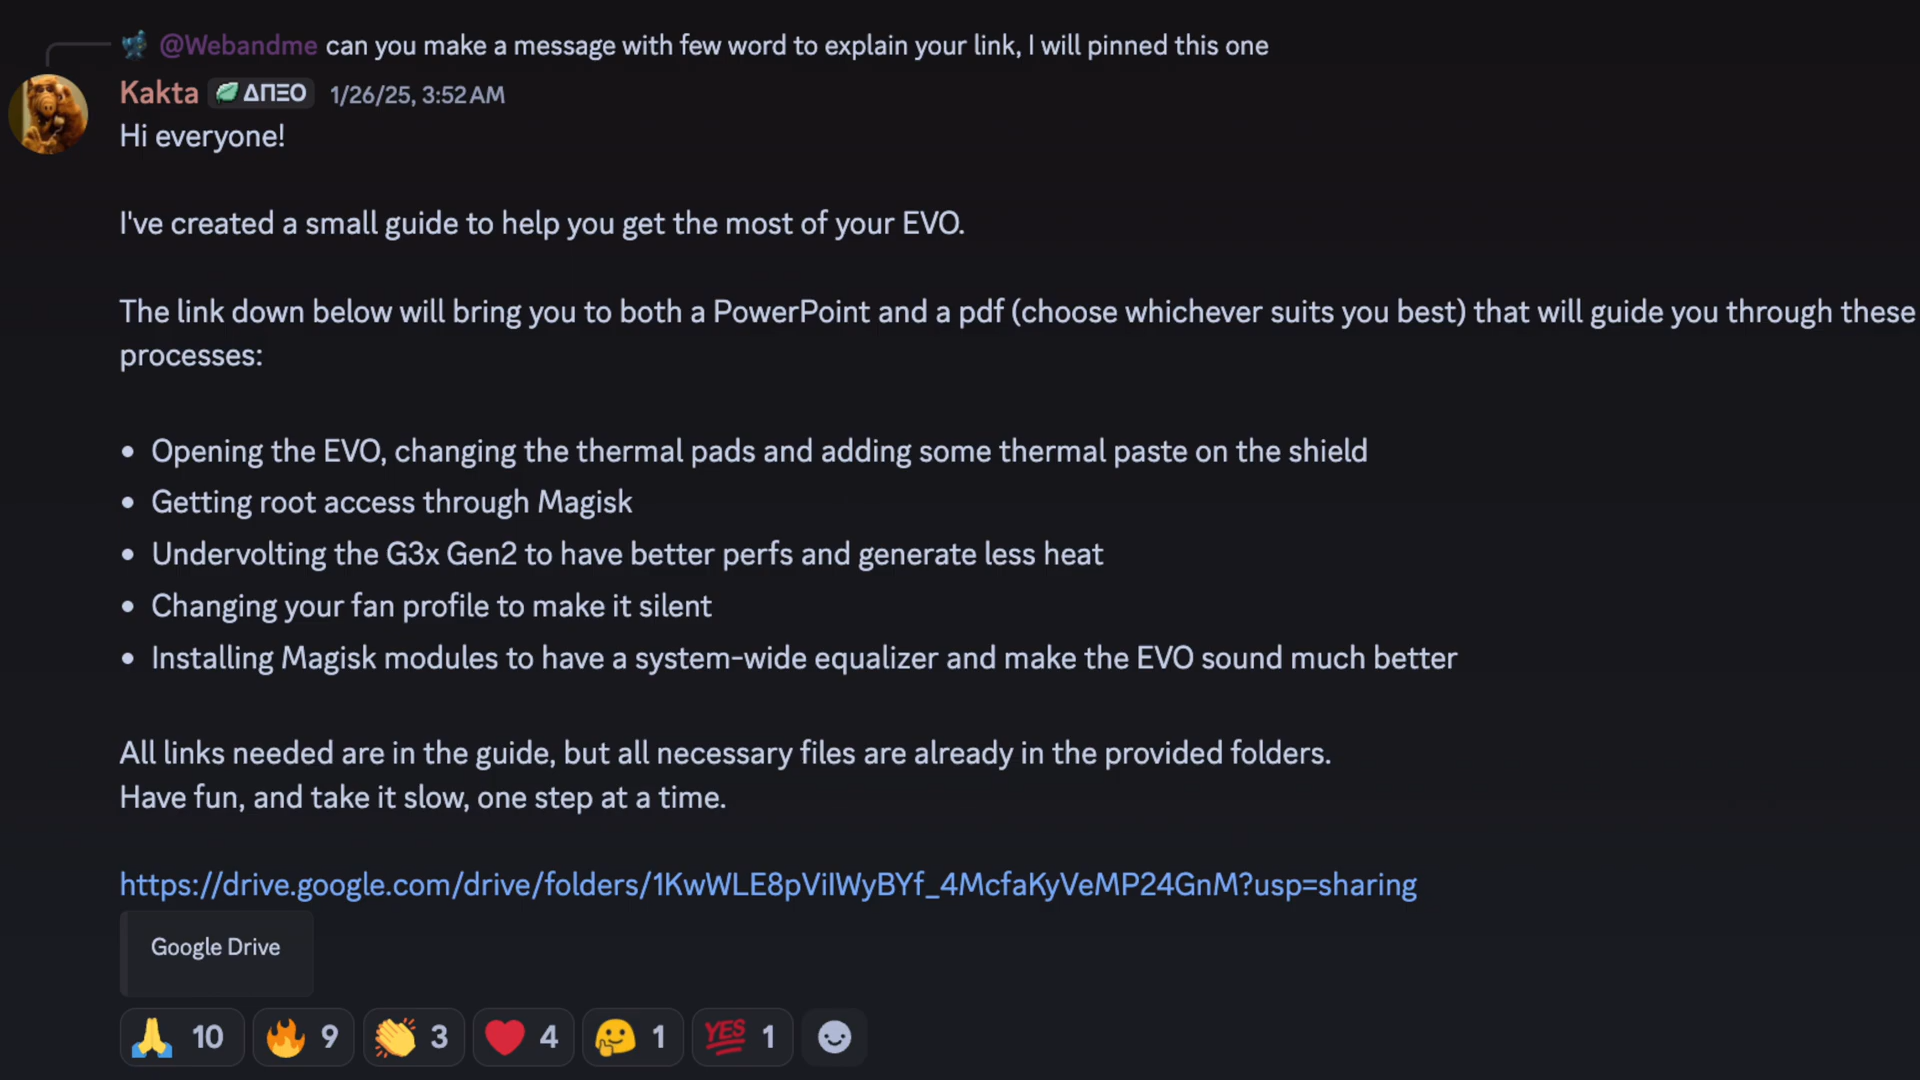 @Webandme can you make a message with few word to explain your link, I will pinned this one
Kakta ΔΠΞO 1/26/25, 3:52 AM
Hi everyone!
I've created a small guide to help you get the most of your EVO.
The link down below will bring you to both a PowerPoint and a pdf (choose whichever suits you best) that will guide you through these
processes:
• Opening the EVO, changing the thermal pads and adding some thermal paste on the shield
• Getting root access through Magisk
• Undervolting the G3x Gen2 to have better perfs and generate less heat
• Changing your fan profile to make it silent
• Installing Magisk modules to have a system-wide equalizer and make the EVO sound much better
All links needed are in the guide, but all necessary files are already in the provided folders.
Have fun, and take it slow, one step at a time.
https://drive.google.com/drive/folders/1KwWLE8pVilWyBYf_4McfaKyVeMP24GnM?usp=sharing
Google Drive
10 9 3 4 1 YES 1